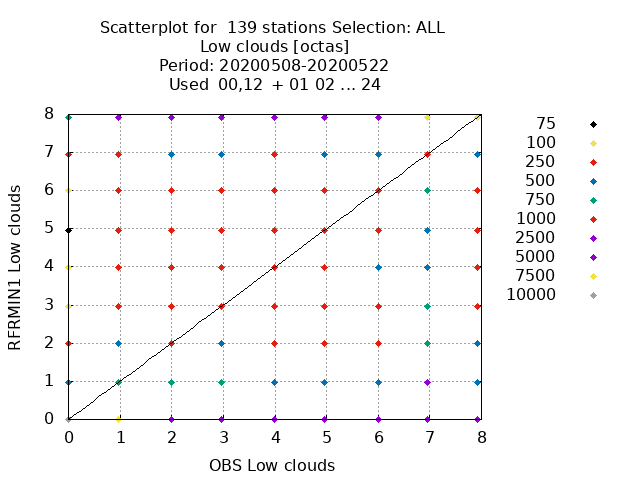 Scatterplot for  139 stations Selection: ALL
Low clouds [octas]
Period: 20200508-20200522
Used  00,12  + 01 02 ... 24
8
7
6
5
4
3
2
1
0
RFRMIN1 Low clouds
0 1 2 3 4 5 6 7 8
OBS Low clouds
75
100
250
500
750
1000
2500
5000
7500
10000